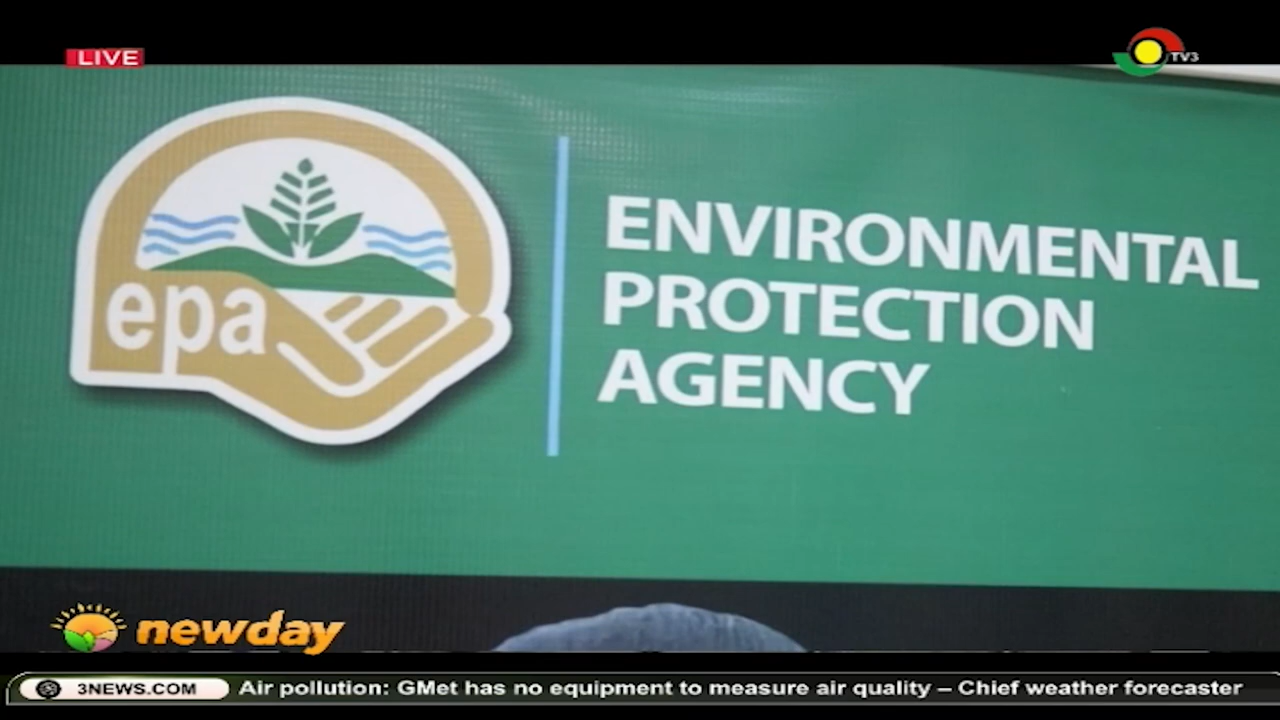 LIVE
TV3
epa
ENVIRONMENTAL
PROTECTION
AGENCY
newday
3NEWS.COM
Air pollution: GMet has no equipment to measure air quality – Chief weather forecaster